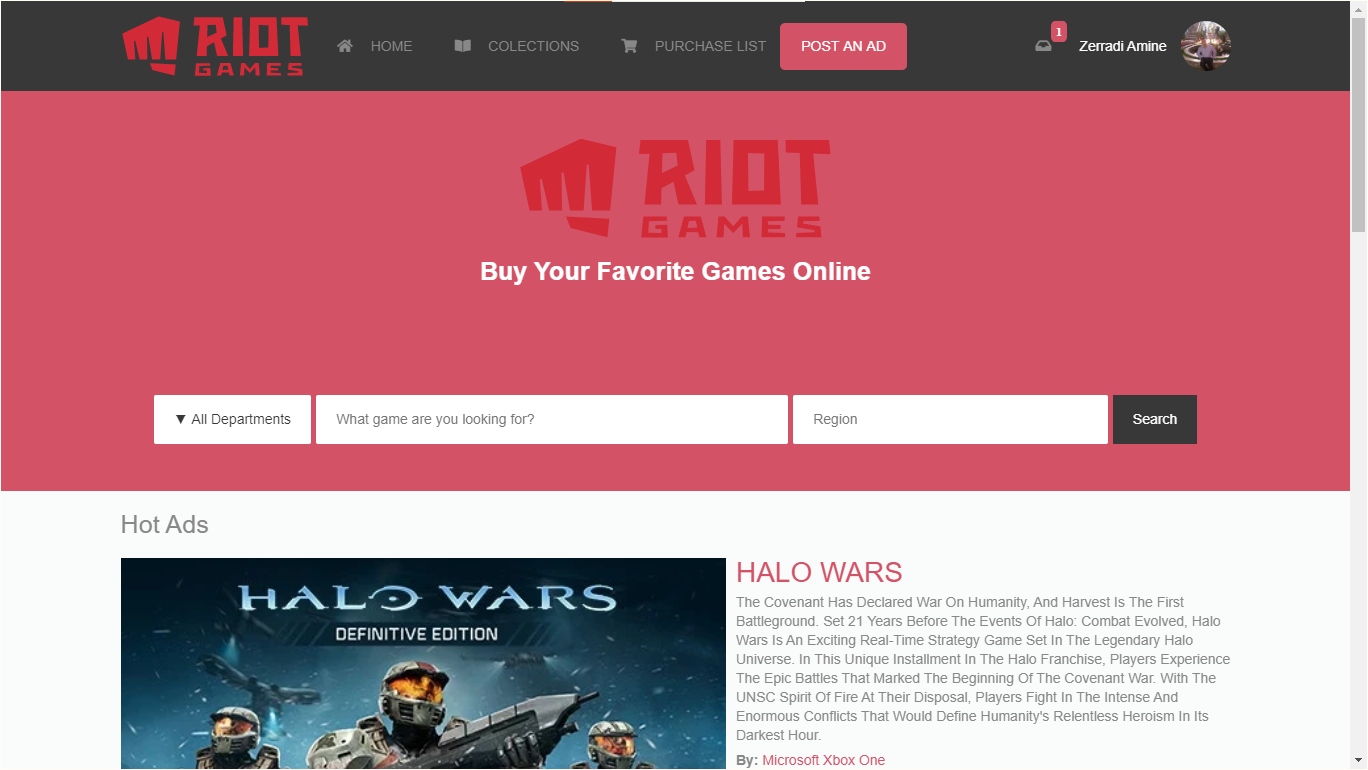 RIOT
GAMES
HOME
COLECTIONS
PURCHASE LIST
POST AN AD
1
Zerradi Amine
RIOT
GAMES
Buy Your Favorite Games Online
▼ All Departments
What game are you looking for?
Region
Search
Hot Ads
HALO WARS
DEFINITIVE EDITION
HALO WARS
The Covenant Has Declared War On Humanity, And Harvest Is The First
Battleground. Set 21 Years Before The Events Of Halo: Combat Evolved, Halo
Wars Is An Exciting Real-Time Strategy Game Set In The Legendary Halo
Universe. In This Unique Installment In The Halo Franchise, Players Experience
The Epic Battles That Marked The Beginning Of The Covenant War. With The
UNSC Spirit Of Fire At Their Disposal, Players Fight In The Intense And
Enormous Conflicts That Would Define Humanity's Relentless Heroism In Its
Darkest Hour.
By: Microsoft Xbox One